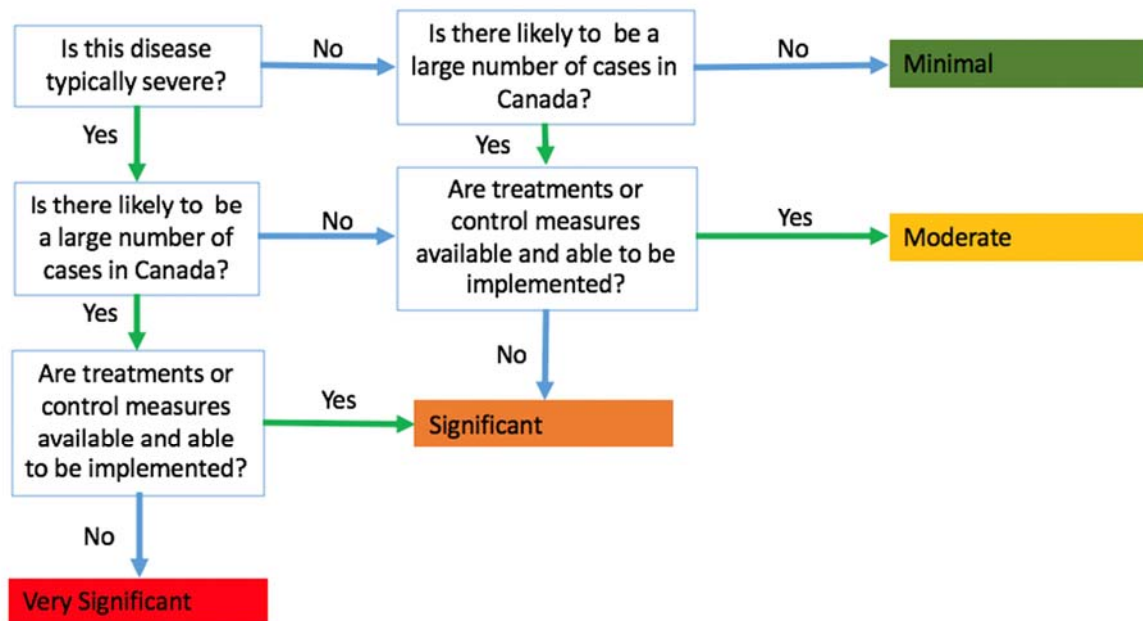 Is this disease
typically severe?
No
Is there likely to be a
large number of cases in
Canada?
No
Minimal
Yes
Yes
Is there likely to be
a large number of
cases in Canada?
No
Are treatments or
control measures
available and able to be
implemented?
Yes
Moderate
Yes
No
Are treatments or
control measures
available and able
to be implemented?
Yes
Significant
No
Very Significant